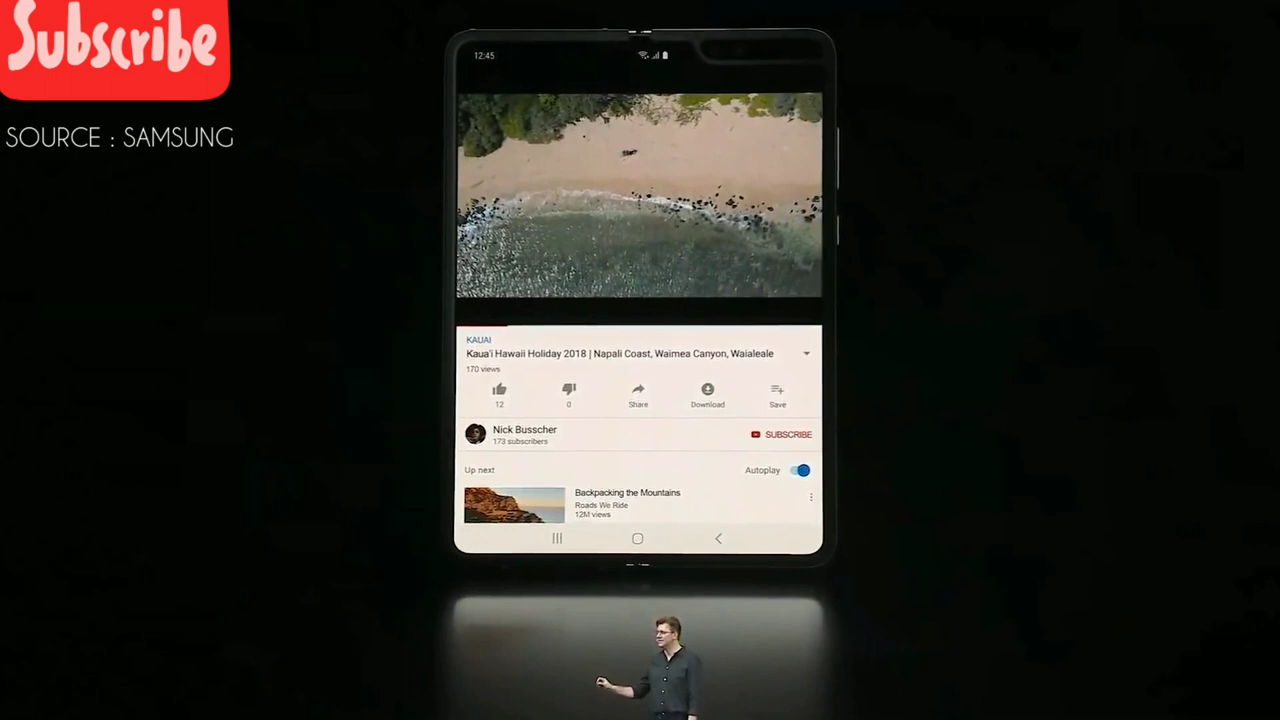 Subscribe
SOURCE : SAMSUNG
12:45
KAUAI
Kaua'i Hawaii Holiday 2018 | Napali Coast, Waimea Canyon, Waialeale
170 views
12
0
Share
Download
Save
Nick Busscher
173 subscribers
SUBSCRIBE
Up next
Autoplay
Backpacking the Mountains
Roads We Ride
12M views